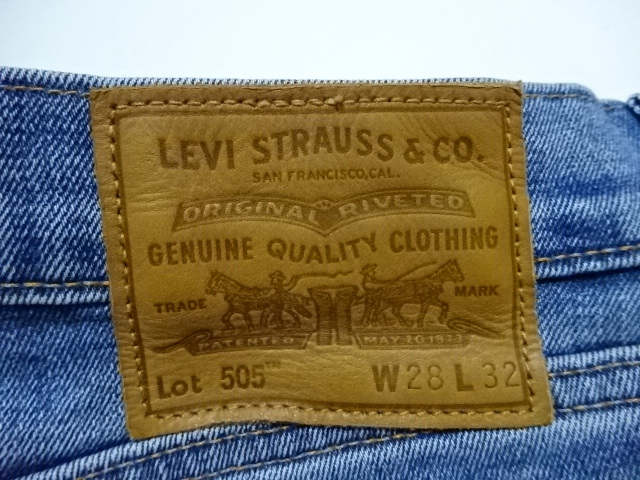 LEVI STRAUSS & CO.
SAN FRANCISCO, CAL.
ORIGINAL RIVETED
GENUINE QUALITY CLOTHING
TRADE MARK
PATENTED MAY 20 1873
Lot 505™ W28 L 32